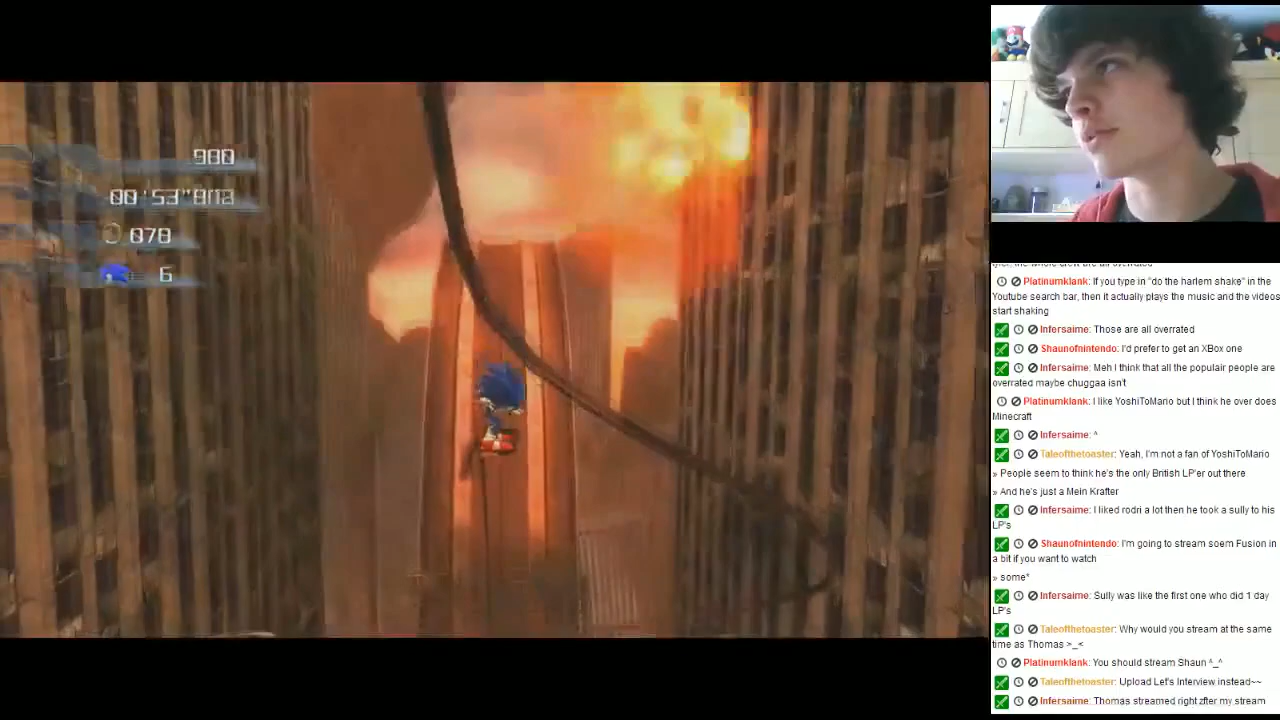 980
078
6
Platinumklank: If you type in "do the harlem shake" in the
Youtube search bar, then it actually plays the music and the videos
start shaking
Infersaime: Those are all overrated
Shaunofnintendo: I'd prefer to get an XBox one
Infersaime: Meh I think that all the populair people are
overrated maybe chuggaa isn't
Platinumklank: I like YoshiToMario but I think he over does
Minecraft
Infersaime: ^
Taleofthetoaster: Yeah, I'm not a fan of YoshiToMario
» People seem to think he's the only British LP'er out there
» And he's just a Mein Krafter
Infersaime: I liked rodri a lot then he took a sully to his
LP's
Shaunofnintendo: I'm going to stream soem Fusion in
a bit if you want to watch
» some*
Infersaime: Sully was like the first one who did 1 day
LP's
Taleofthetoaster: Why would you stream at the same
time as Thomas >_<
Platinumklank: You should stream Shaun ^_^
Taleofthetoaster: Upload Let's Interview instead~~
Infersaime: Thomas streamed right zfter my stream